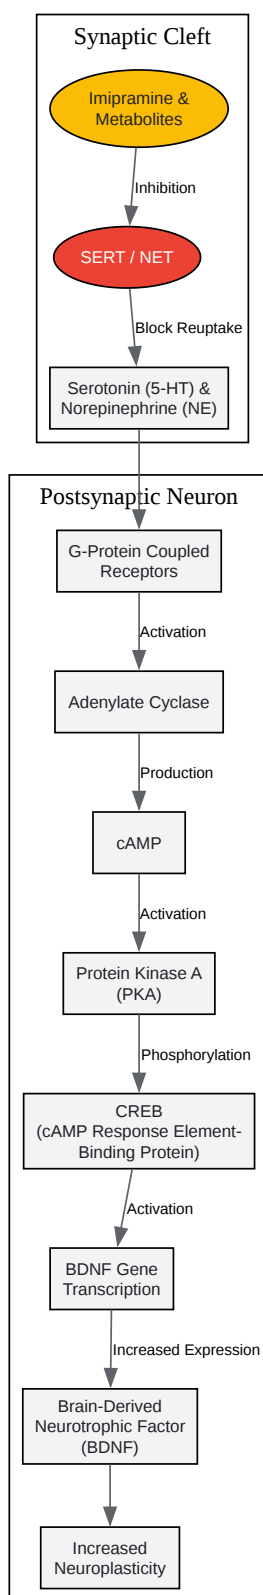 Synaptic Cleft
Imipramine &
Metabolites
Inhibition
SERT / NET
Block Reuptake
Serotonin (5-HT) &
Norepinephrine (NE)
Postsynaptic Neuron
G-Protein Coupled
Receptors
Activation
Adenylate Cyclase
Production
cAMP
Activation
Protein Kinase A
(PKA)
Phosphorylation
CREB
(cAMP Response Element-
Binding Protein)
Activation
BDNF Gene
Transcription
Increased Expression
Brain-Derived
Neurotrophic Factor
(BDNF)
Increased
Neuroplasticity